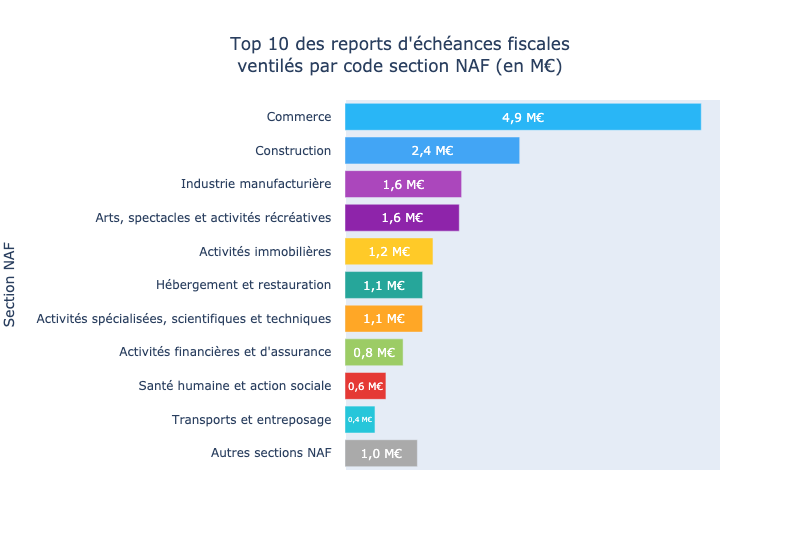 Top 10 des reports d'échéances fiscales
ventilés par code section NAF (en M€)
Section NAF
Commerce 4,9 M€
Construction 2,4 M€
Industrie manufacturière 1,6 M€
Arts, spectacles et activités récréatives 1,6 M€
Activités immobilières 1,2 M€
Hébergement et restauration 1,1 M€
Activités spécialisées, scientifiques et techniques 1,1 M€
Activités financières et d'assurance 0,8 M€
Santé humaine et action sociale 0,6 M€
Transports et entreposage 0,4 M€
Autres sections NAF 1,0 M€